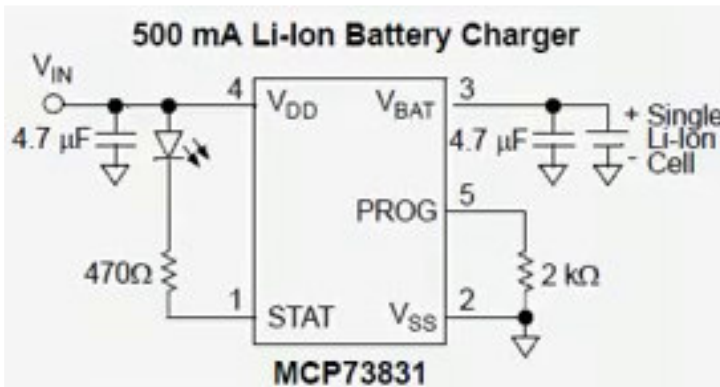 500 mA Li-Ion Battery Charger
VIN
4
VDD
VBAT
3
4.7 µF
4.7 µF
+ Single
Li-Ion
- Cell
PROG
5
470Ω
2 kΩ
1
STAT
VSS
2
MCP73831